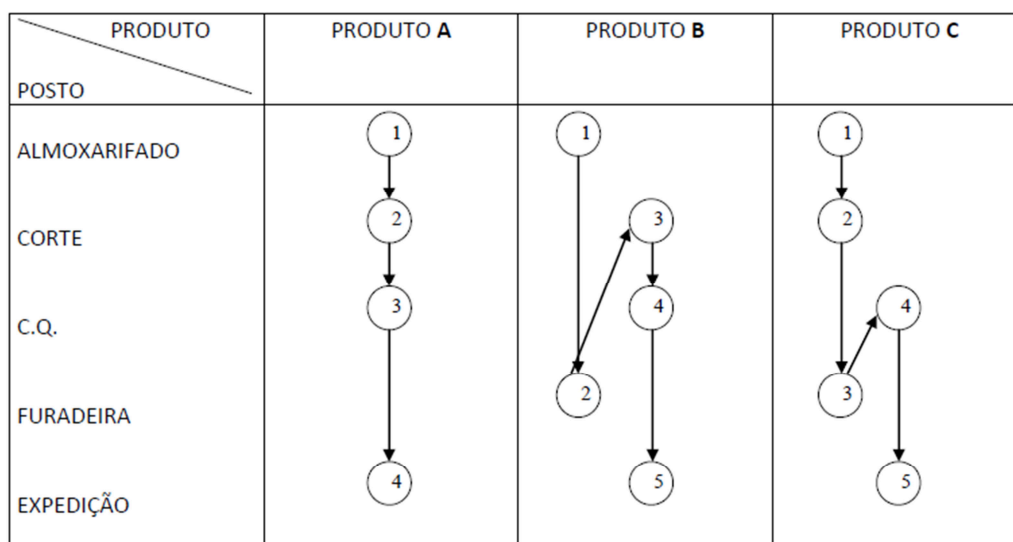 PRODUTO PRODUTO A PRODUTO B PRODUTO C
POSTO
ALMOXARIFADO 1 1 1
CORTE 2 3 2
C.Q. 3 4 4
FURADEIRA 2 3
EXPEDIÇÃO 4 5 5